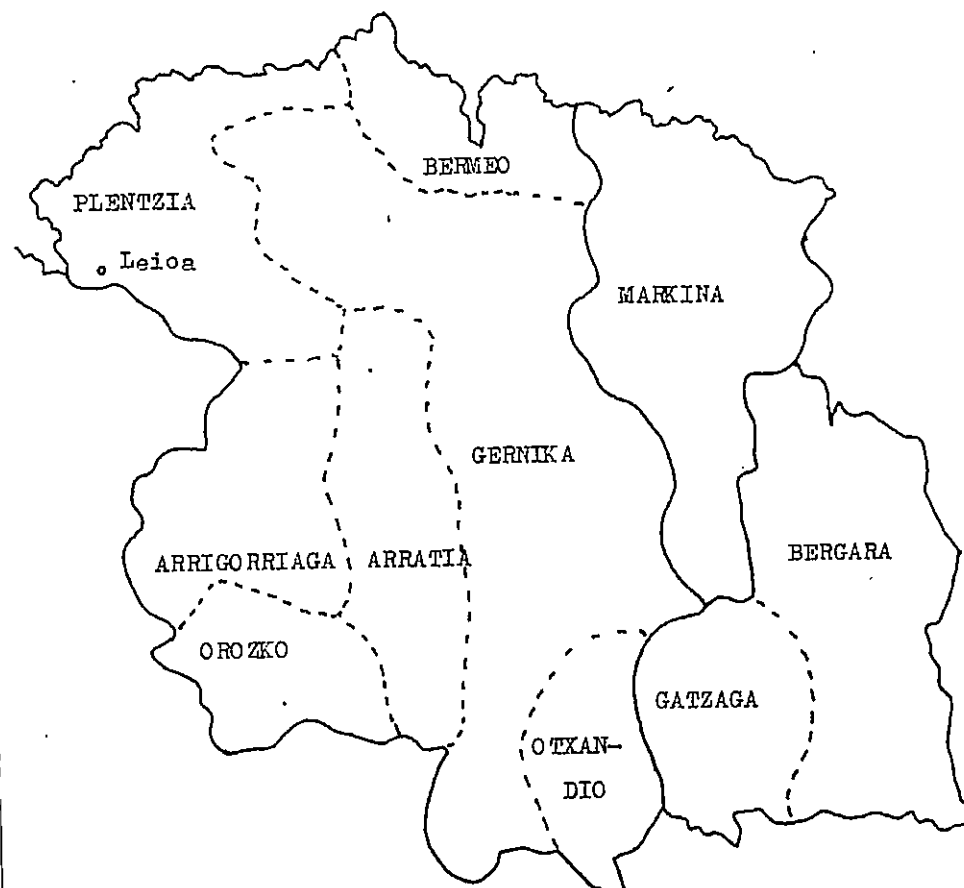 BERMEO
PLENTZIA
Leioa
MARKINA
GERNIKA
ARRIGORRIAGA
ARRATIA
BERGARA
OROZKO
GATZAGA
OTXAN-
DIO